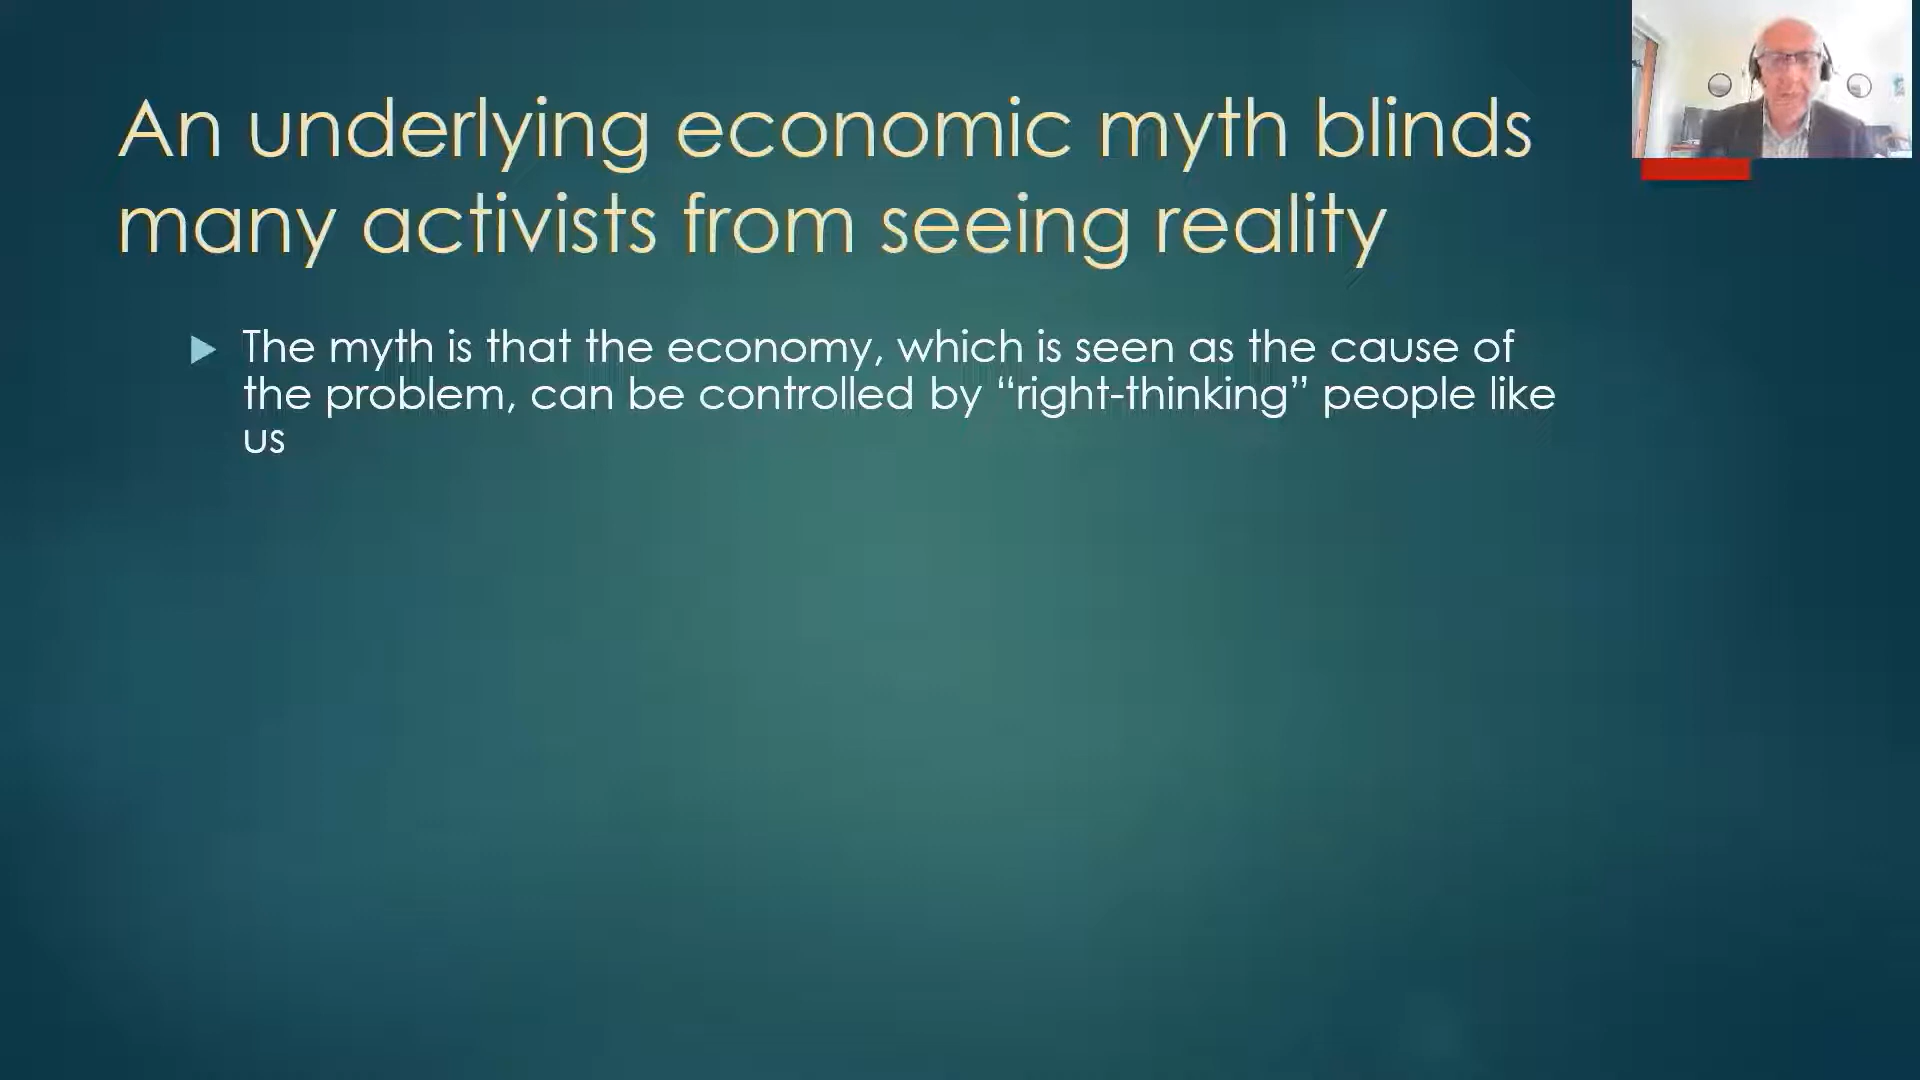 An underlying economic myth blinds
many activists from seeing reality
The myth is that the economy, which is seen as the cause of
the problem, can be controlled by “right-thinking” people like
us